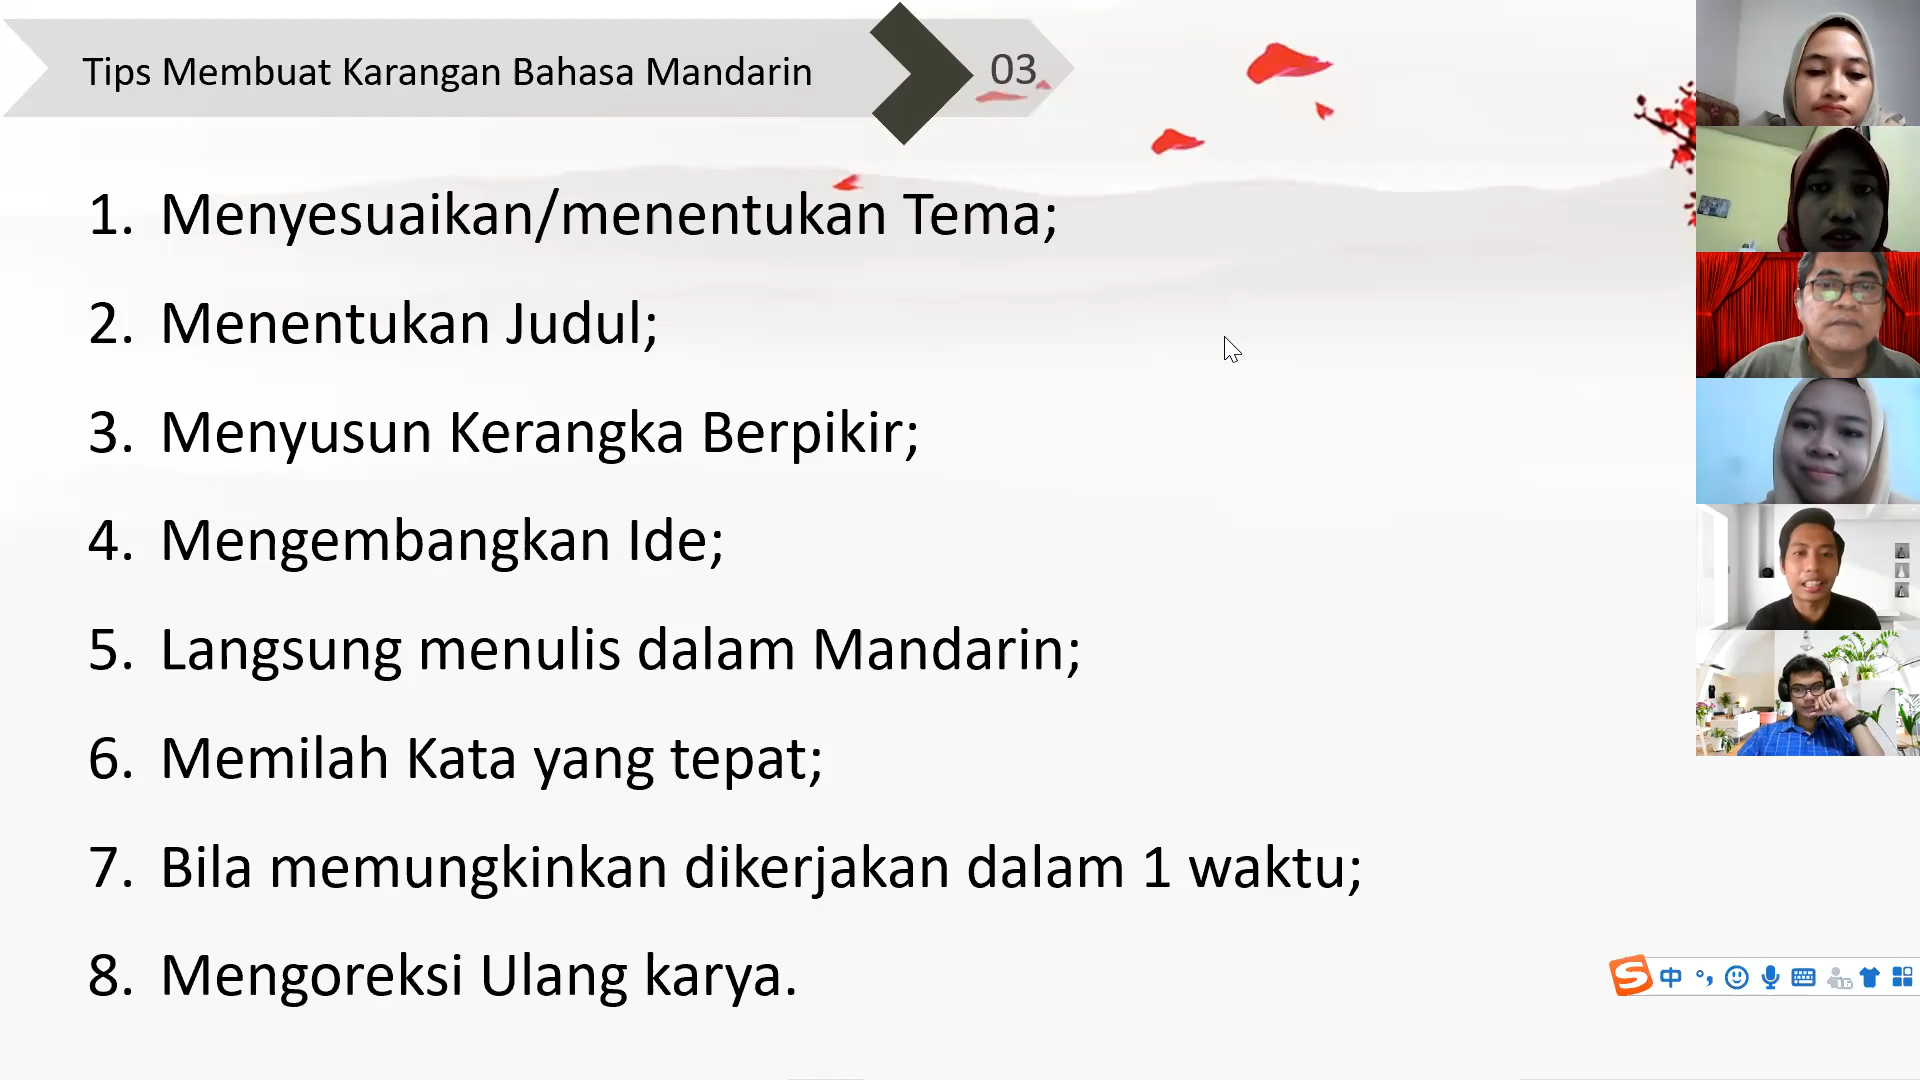 Tips Membuat Karangan Bahasa Mandarin
03
1. Menyesuaikan/menentukan Tema;
2. Menentukan Judul;
3. Menyusun Kerangka Berpikir;
4. Mengembangkan Ide;
5. Langsung menulis dalam Mandarin;
6. Memilah Kata yang tepat;
7. Bila memungkinkan dikerjakan dalam 1 waktu;
8. Mengoreksi Ulang karya.
S 中 °,